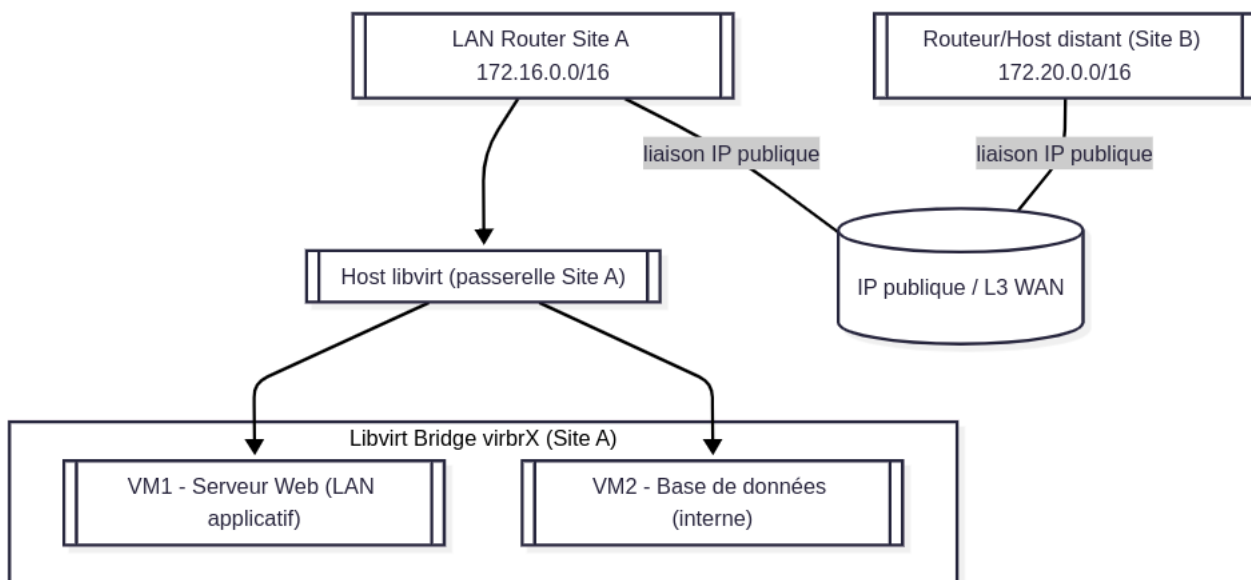 LAN Router Site A
172.16.0.0/16
Routeur/Host distant (Site B)
172.20.0.0/16
liaison IP publique
liaison IP publique
Host libvirt (passerelle Site A)
IP publique / L3 WAN
Libvirt Bridge virbrX (Site A)
VM1 - Serveur Web (LAN
applicatif)
VM2 - Base de données
(interne)